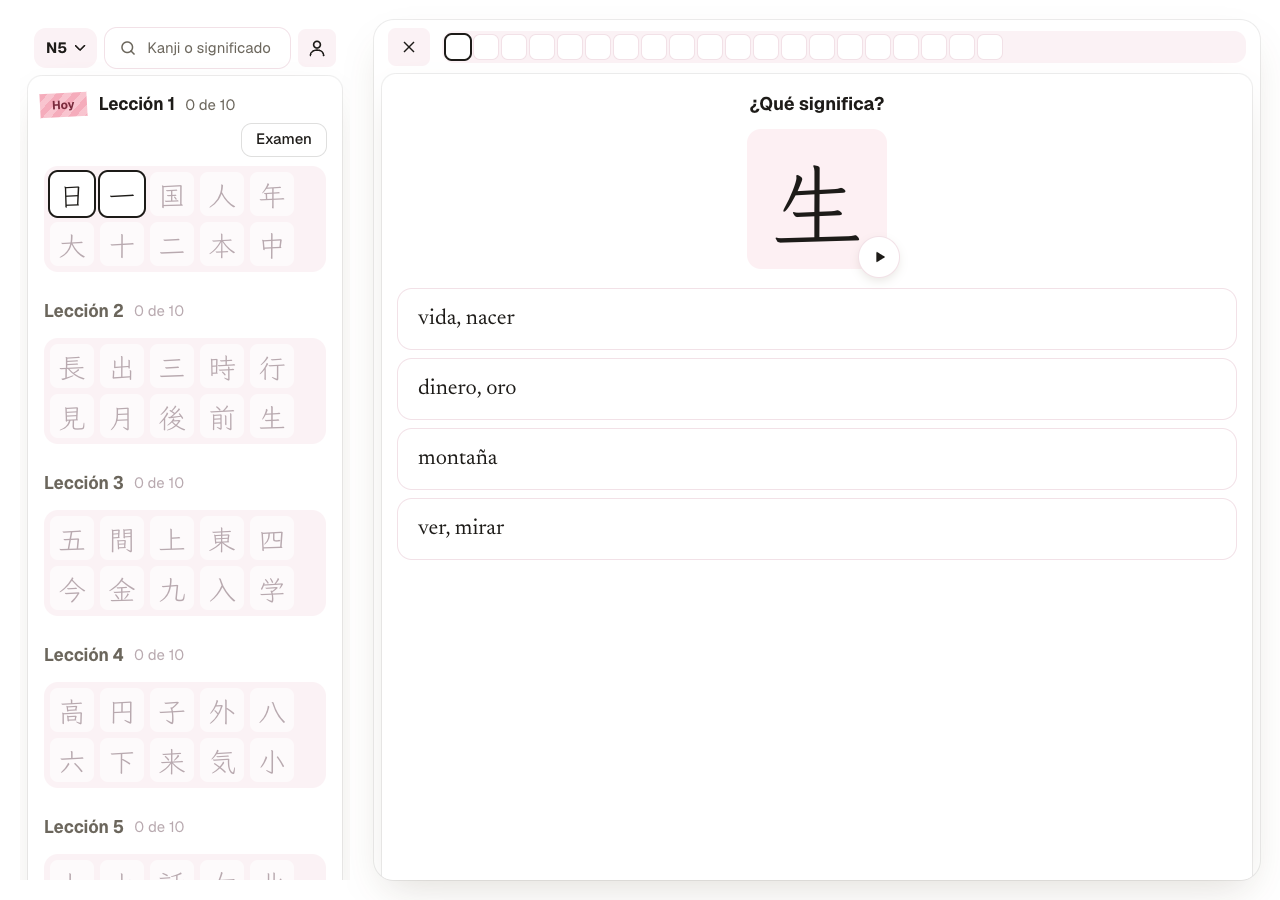 N5
Kanji o significado
Hoy
Lección 1 0 de 10
Examen
日 一 国 人 年
大 十 二 本 中
Lección 2 0 de 10
長 出 三 時 行
見 月 後 前 生
Lección 3 0 de 10
五 間 上 東 四
今 金 九 入 学
Lección 4 0 de 10
高 円 子 外 八
六 下 来 気 小
Lección 5 0 de 10
¿Qué significa?
生
vida, nacer
dinero, oro
montaña
ver, mirar